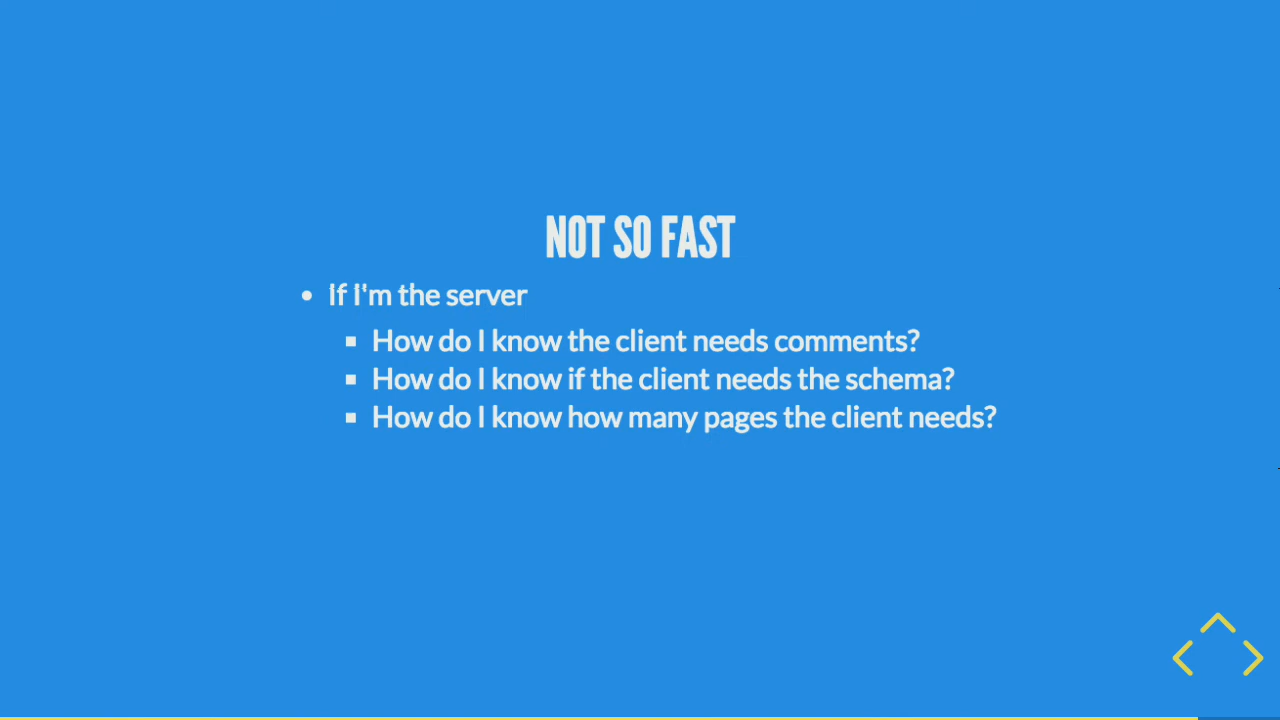 NOT SO FAST
If I'm the server
How do I know the client needs comments?
How do I know if the client needs the schema?
How do I know how many pages the client needs?